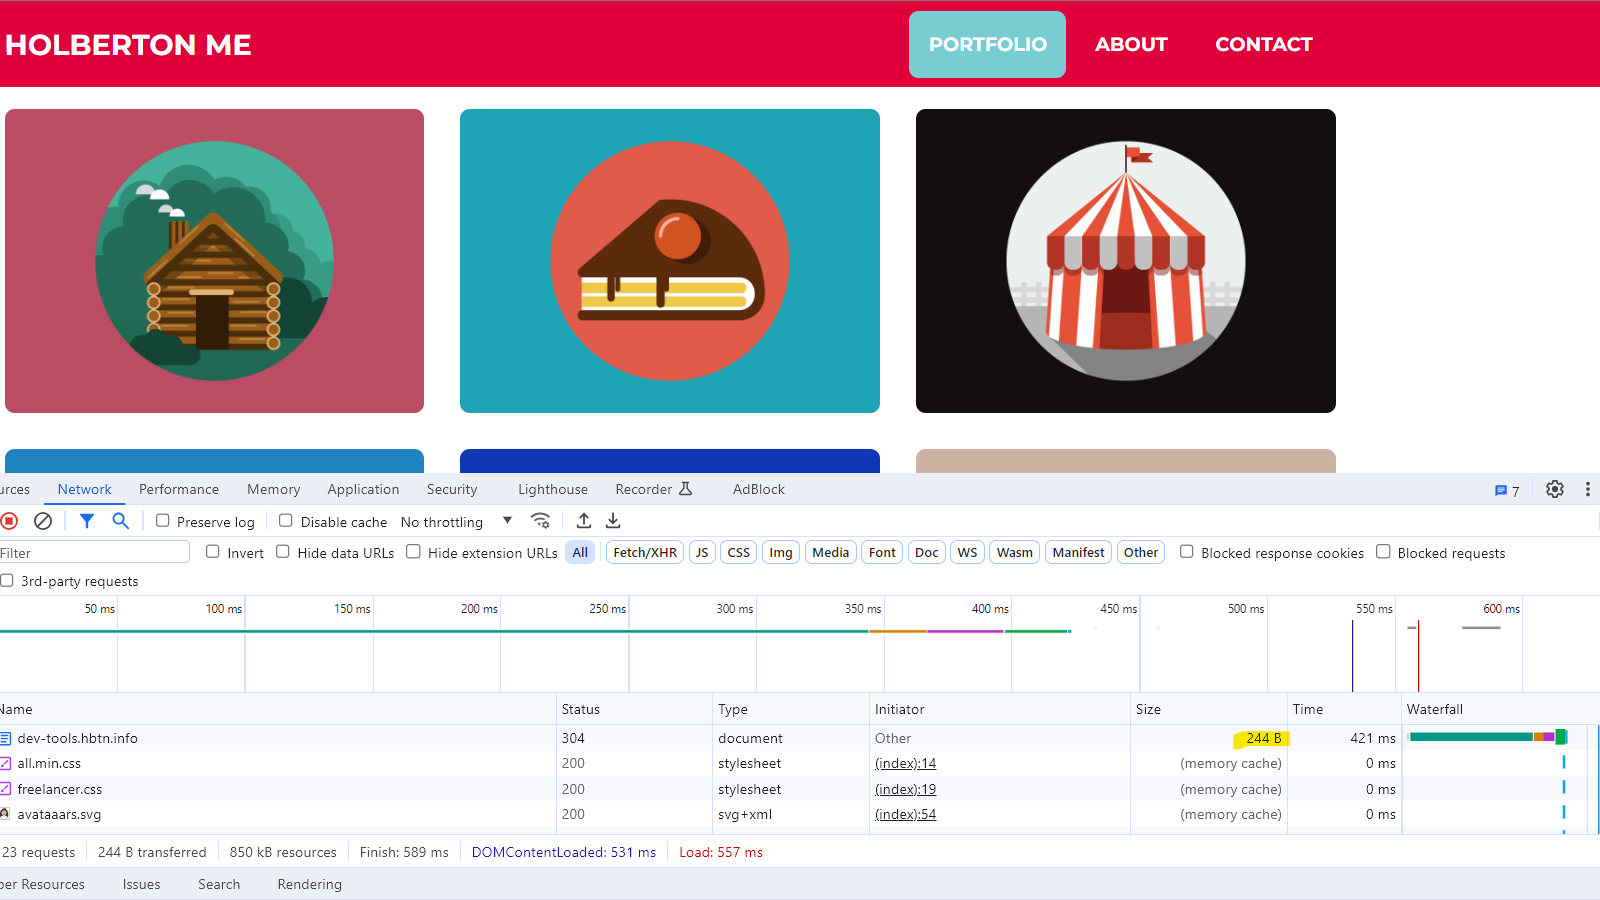 HOLBERTON ME PORTFOLIO ABOUT CONTACT
urces Network Performance Memory Application Security Lighthouse Recorder AdBlock 7
Preserve log Disable cache No throttling
Filter Invert Hide data URLs Hide extension URLs All Fetch/XHR JS CSS Img Media Font Doc WS Wasm Manifest Other Blocked response cookies Blocked requests
3rd-party requests
50 ms 100 ms 150 ms 200 ms 250 ms 300 ms 350 ms 400 ms 450 ms 500 ms 550 ms 600 ms
Name Status Type Initiator Size Time Waterfall
dev-tools.hbtn.info 304 document Other 244 B 421 ms
all.min.css 200 stylesheet (index):14 (memory cache) 0 ms
freelancer.css 200 stylesheet (index):19 (memory cache) 0 ms
avataaars.svg 200 svg+xml (index):54 (memory cache) 0 ms
23 requests 244 B transferred 850 kB resources Finish: 589 ms DOMContentLoaded: 531 ms Load: 557 ms
per Resources Issues Search Rendering